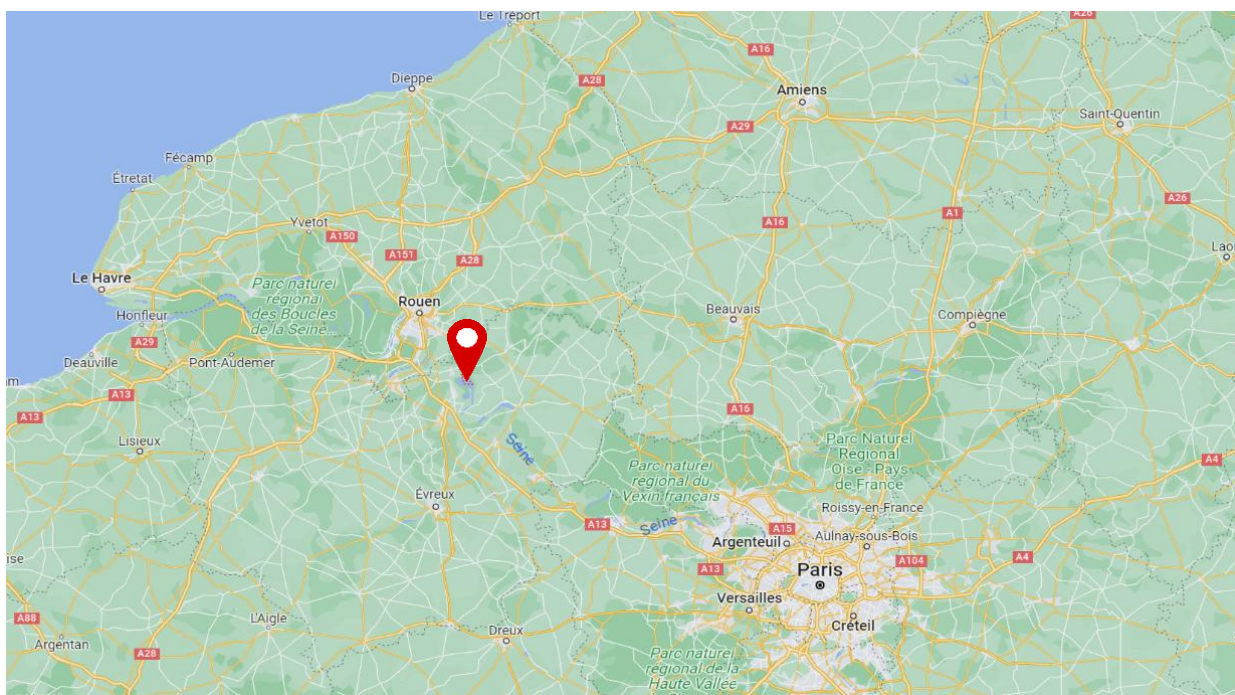 Le Tréport
A28
A16
A28
Dieppe
Amiens
Saint-Quentin
A29
Fécamp
Étretat
A26
A16
A1
Yvetot
A150
A151
A28
Laon
Le Havre
Parc naturel
régional
des Boucles
de la Seine...
Rouen
Beauvais
Compiègne
Honfleur
A29
Deauville
Pont-Audemer
A13
A13
A16
Lisieux
Seine
Parc Naturel
Régional
Oise - Pays
de France
A4
Parc naturel
régional du
Vexin français
Évreux
Roissy-en-France
A13
Seine
A15
Argenteuil
Aulnay-sous-Bois
A4
A13
Paris
A104
Versailles
A88
L'Aigle
Créteil
Dreux
Argentan
A28
Parc naturel
régional de la
Haute Vallée